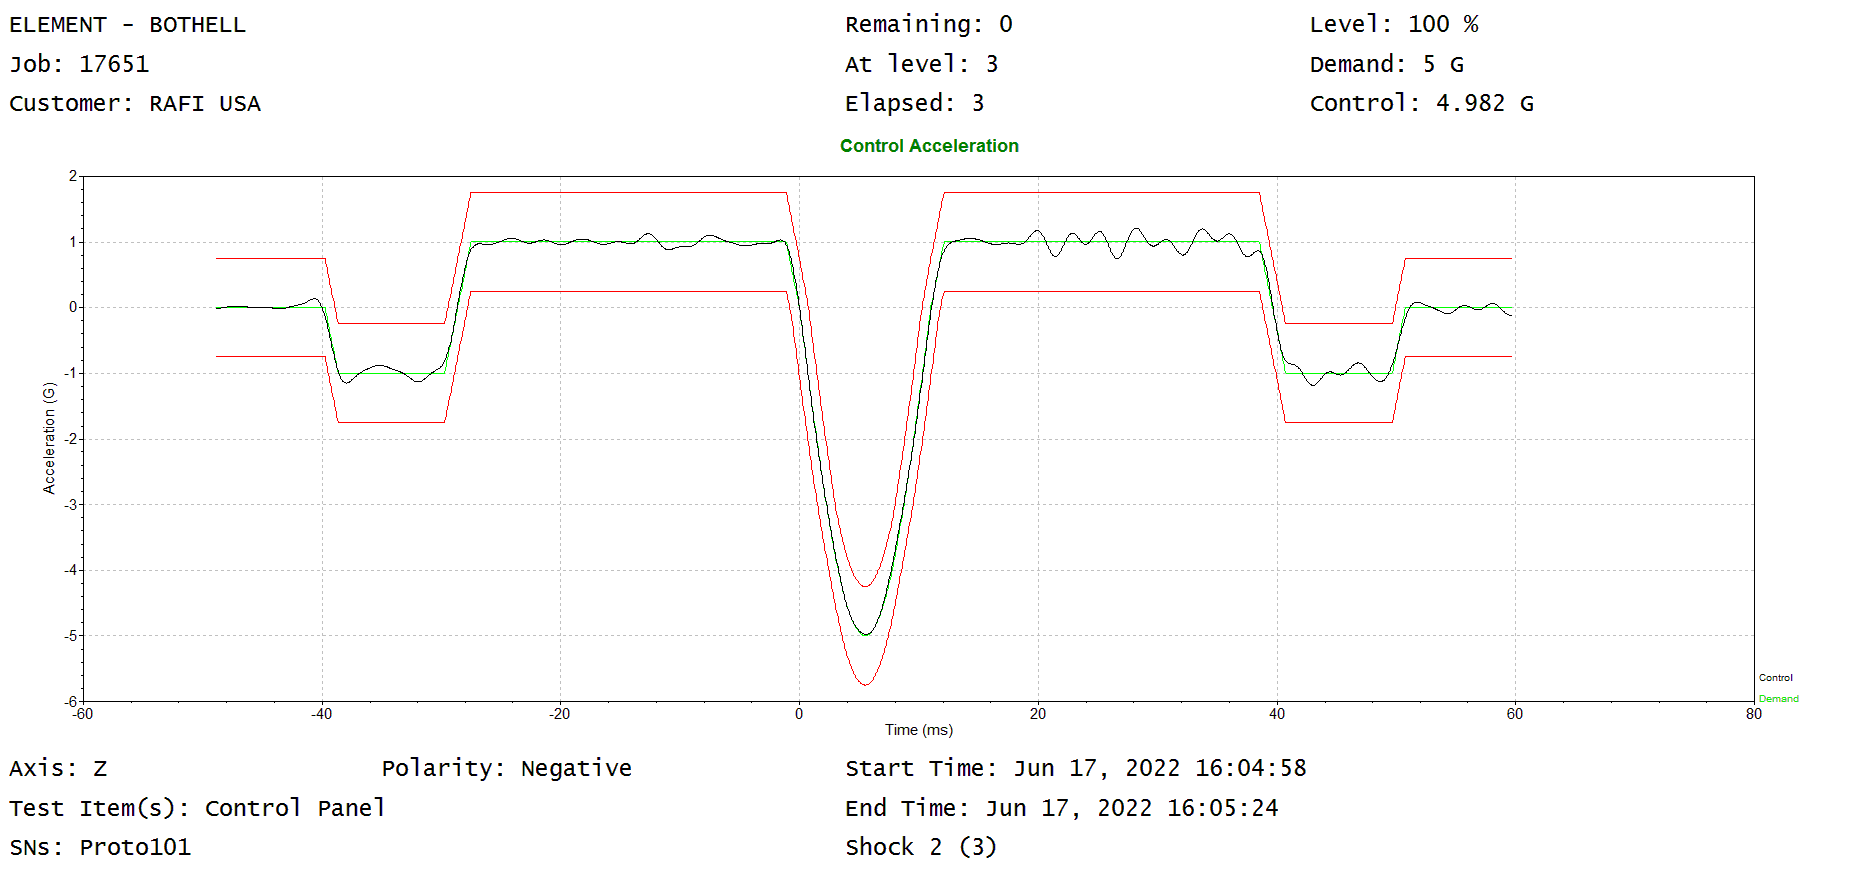 ELEMENT - BOTHELL
Remaining: 0
Level: 100 %
Job: 17651
At level: 3
Demand: 5 G
Customer: RAFI USA
Elapsed: 3
Control: 4.982 G
Control Acceleration
2
1
0
-1
-2
-3
-4
-5
-6
Acceleration (G)
-60
-40
-20
0
20
40
60
80
Time (ms)
Control
Demand
Axis: Z
Polarity: Negative
Start Time: Jun 17, 2022 16:04:58
Test Item(s): Control Panel
End Time: Jun 17, 2022 16:05:24
SNs: Proto101
Shock 2 (3)